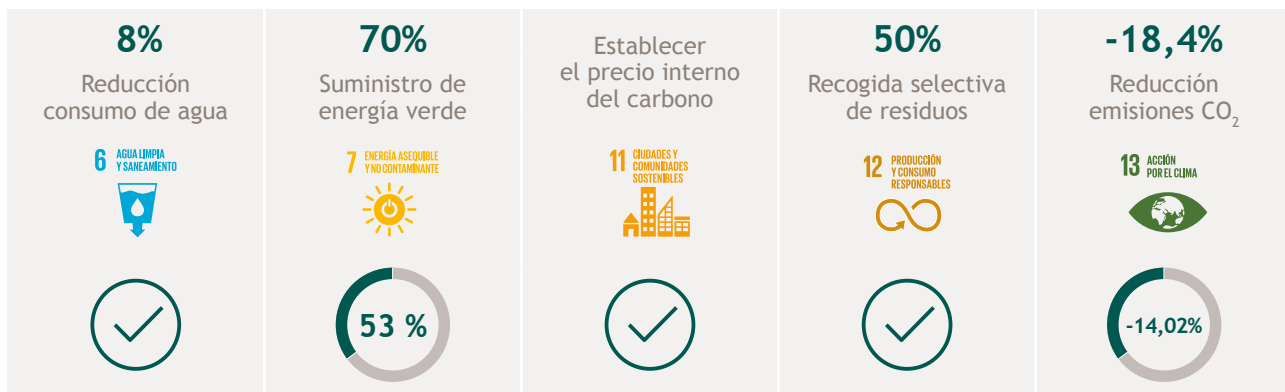 8%
Reducción
consumo de agua
6 AGUA LIMPIA
Y SANEAMIENTO
70%
Suministro de
energía verde
7 ENERGÍA ASEQUIBLE
Y NO CONTAMINANTE
53 %
Establecer
el precio interno
del carbono
11 CIUDADES Y
COMUNIDADES
SOSTENIBLES
50%
Recogida selectiva
de residuos
12 PRODUCCIÓN
Y CONSUMO
RESPONSABLES
-18,4%
Reducción
emisiones CO₂
13 ACCIÓN
POR EL CLIMA
-14,02%